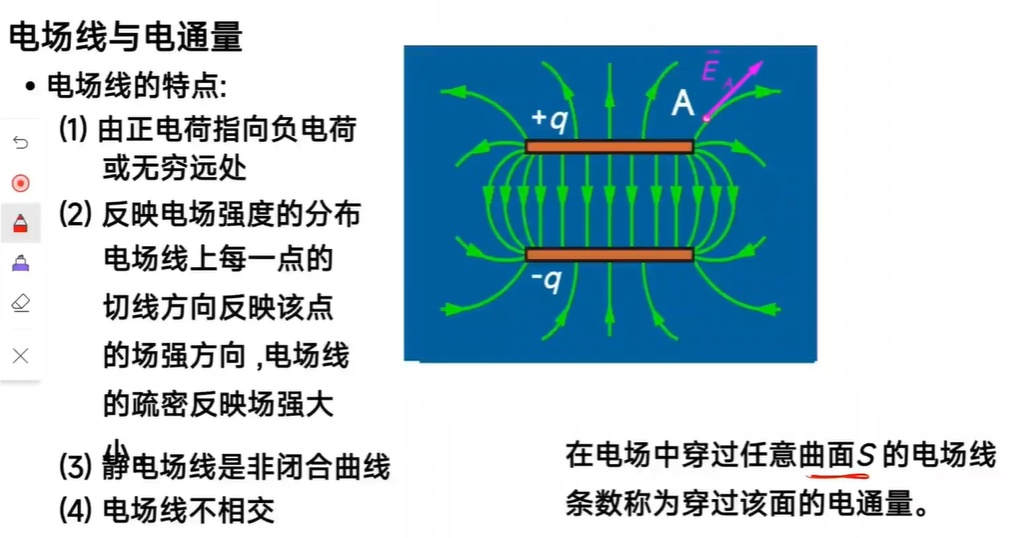 电场线与电通量
• 电场线的特点:
(1) 由正电荷指向负电荷
或无穷远处
(2) 反映电场强度的分布
电场线上每一点的
切线方向反映该点
的场强方向 ,电场线
的疏密反映场强大
小.
(3) 静电场线是非闭合曲线
(4) 电场线不相交
E A
A
+q
-q
在电场中穿过任意曲面S 的电场线
条数称为穿过该面的电通量。